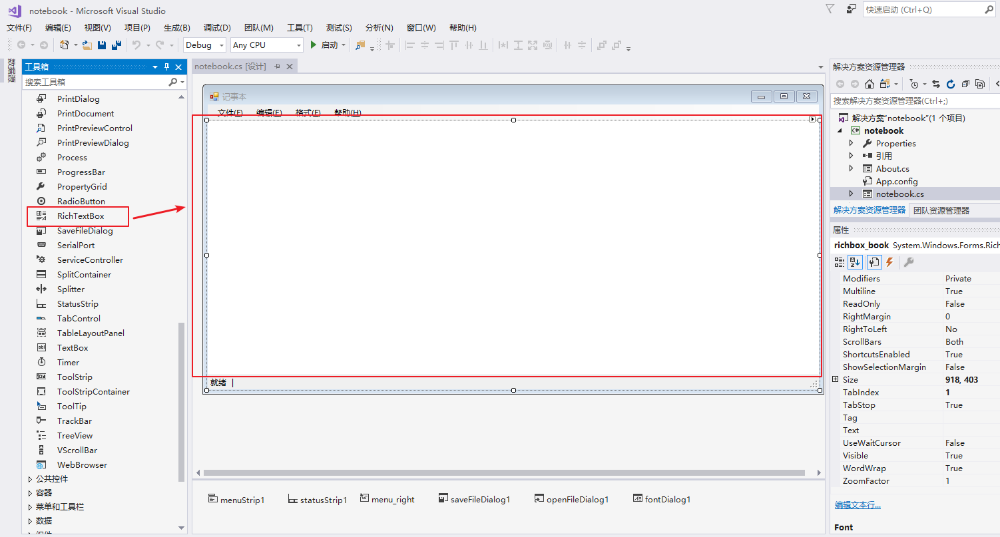 notebook - Microsoft Visual Studio
快速启动 (Ctrl+Q)
文件(F) 编辑(E) 视图(V) 项目(P) 生成(B) 调试(D) 团队(M) 工具(T) 测试(S) 分析(N) 窗口(W) 帮助(H)
Debug Any CPU 启动
数据源
工具箱
搜索工具箱
PrintDialog
PrintDocument
PrintPreviewControl
PrintPreviewDialog
Process
ProgressBar
PropertyGrid
RadioButton
RichTextBox
SaveFileDialog
SerialPort
ServiceController
SplitContainer
Splitter
StatusStrip
TabControl
TableLayoutPanel
TextBox
Timer
ToolStrip
ToolStripContainer
ToolTip
TrackBar
TreeView
VScrollBar
WebBrowser
公共控件
容器
菜单和工具栏
数据
notebook.cs [设计]
记事本
文件(F) 编辑(E) 格式(F) 帮助(H)
就绪
menuStrip1 statusStrip1 menu_right saveFileDialog1 openFileDialog1 fontDialog1
解决方案资源管理器
搜索解决方案资源管理器(Ctrl+;)
解决方案"notebook"(1 个项目)
C# notebook
Properties
引用
About.cs
App.config
notebook.cs
解决方案资源管理器 团队资源管理器
属性
richbox_book System.Windows.Forms.Rich
Modifiers Private
Multiline True
ReadOnly False
RightMargin 0
RightToLeft No
ScrollBars Both
ShortcutsEnabled True
ShowSelectionMargin False
Size 918, 403
TabIndex 1
TabStop True
Tag
Text
UseWaitCursor False
Visible True
WordWrap True
ZoomFactor 1
编辑文本行...
Font